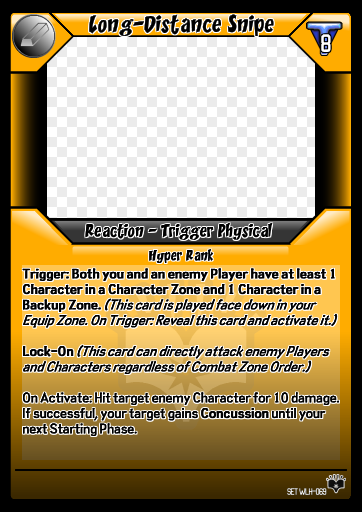 Long-Distance Snipe
8
Reaction - Trigger Physical
Hyper Rank
Trigger: Both you and an enemy Player have at least 1
Character in a Character Zone and 1 Character in a
Backup Zone. (This card is played face down in your
Equip Zone. On Trigger: Reveal this card and activate it.)
Lock-On (This card can directly attack enemy Players
and Characters regardless of Combat Zone Order.)
On Activate: Hit target enemy Character for 10 damage.
If successful, your target gains Concussion until your
next Starting Phase.
SET WLH-069